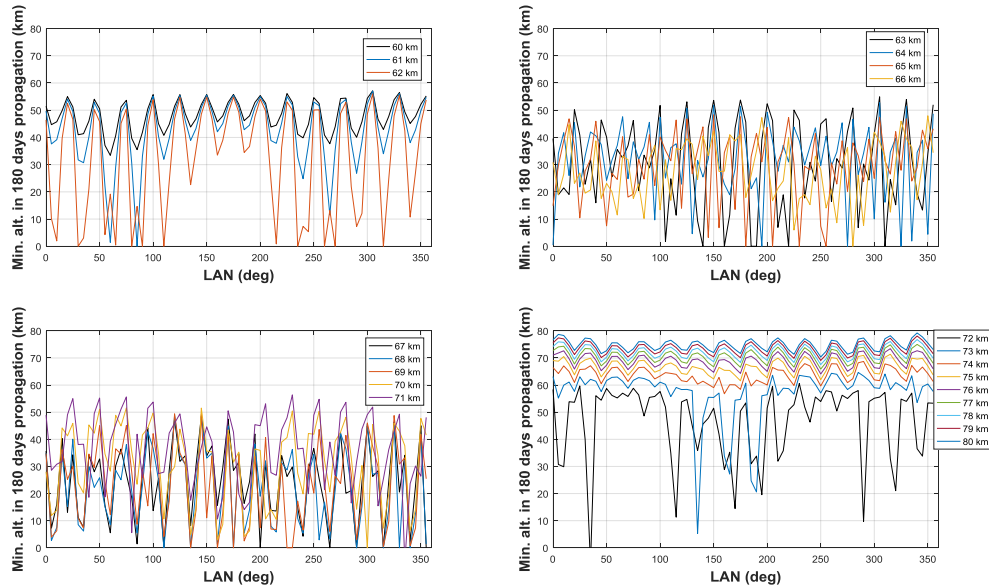 Min. alt. in 180 days propagation (km)
80
70
60
50
40
30
20
10
0
0 50 100 150 200 250 300 350
LAN (deg)
60 km
61 km
62 km
Min. alt. in 180 days propagation (km)
80
70
60
50
40
30
20
10
0
0 50 100 150 200 250 300 350
LAN (deg)
63 km
64 km
65 km
66 km
Min. alt. in 180 days propagation (km)
80
70
60
50
40
30
20
10
0
0 50 100 150 200 250 300 350
LAN (deg)
67 km
68 km
69 km
70 km
71 km
Min. alt. in 180 days propagation (km)
80
70
60
50
40
30
20
10
0
0 50 100 150 200 250 300 350
LAN (deg)
72 km
73 km
74 km
75 km
76 km
77 km
78 km
79 km
80 km